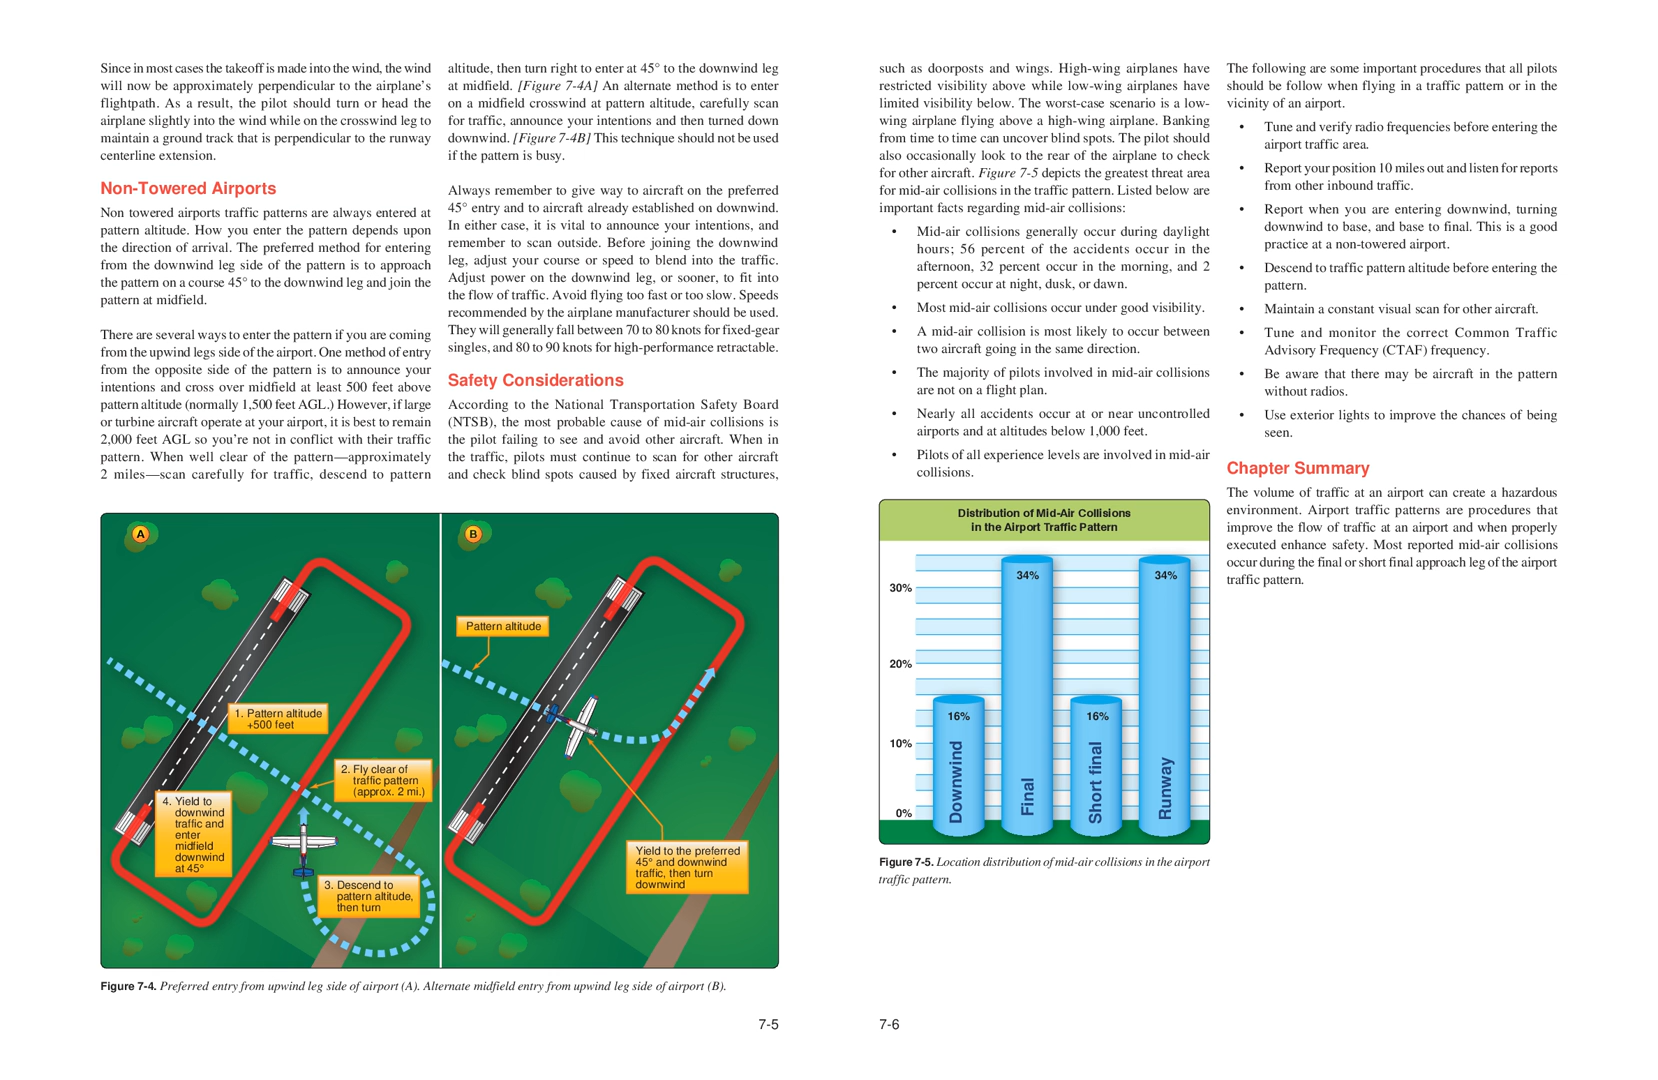 Since in most cases the takeoff is made into the wind, the wind
will now be approximately perpendicular to the airplane's
flightpath. As a result, the pilot should turn or head the
airplane slightly into the wind while on the crosswind leg to
maintain a ground track that is perpendicular to the runway
centerline extension.
Non-Towered Airports
Non towered airports traffic patterns are always entered at
pattern altitude. How you enter the pattern depends upon
the direction of arrival. The preferred method for entering
from the downwind leg side of the pattern is to approach
the pattern on a course 45° to the downwind leg and join the
pattern at midfield.
There are several ways to enter the pattern if you are coming
from the upwind legs side of the airport. One method of entry
from the opposite side of the pattern is to announce your
intentions and cross over midfield at least 500 feet above
pattern altitude (normally 1,500 feet AGL.) However, if large
or turbine aircraft operate at your airport, it is best to remain
2,000 feet AGL so you're not in conflict with their traffic
pattern. When well clear of the pattern—approximately
2 miles—scan carefully for traffic, descend to pattern
altitude, then turn right to enter at 45° to the downwind leg
at midfield. [Figure 7-4A] An alternate method is to enter
on a midfield crosswind at pattern altitude, carefully scan
for traffic, announce your intentions and then turned down
downwind. [Figure 7-4B] This technique should not be used
if the pattern is busy.
Always remember to give way to aircraft on the preferred
45° entry and to aircraft already established on downwind.
In either case, it is vital to announce your intentions, and
remember to scan outside. Before joining the downwind
leg, adjust your course or speed to blend into the traffic.
Adjust power on the downwind leg, or sooner, to fit into
the flow of traffic. Avoid flying too fast or too slow. Speeds
recommended by the airplane manufacturer should be used.
They will generally fall between 70 to 80 knots for fixed-gear
singles, and 80 to 90 knots for high-performance retractable.
Safety Considerations
According to the National Transportation Safety Board
(NTSB), the most probable cause of mid-air collisions is
the pilot failing to see and avoid other aircraft. When in
the traffic, pilots must continue to scan for other aircraft
and check blind spots caused by fixed aircraft structures,
A
1. Pattern altitude
+500 feet
2. Fly clear of
traffic pattern
(approx. 2 mi.)
4. Yield to
downwind
traffic and
enter
midfield
downwind
at 45°
3. Descend to
pattern altitude,
then turn
B
Pattern altitude
Yield to the preferred
45° and downwind
traffic, then turn
downwind
Figure 7-4. Preferred entry from upwind leg side of airport (A). Alternate midfield entry from upwind leg side of airport (B).
7-5
such as doorposts and wings. High-wing airplanes have
restricted visibility above while low-wing airplanes have
limited visibility below. The worst-case scenario is a low-
wing airplane flying above a high-wing airplane. Banking
from time to time can uncover blind spots. The pilot should
also occasionally look to the rear of the airplane to check
for other aircraft. Figure 7-5 depicts the greatest threat area
for mid-air collisions in the traffic pattern. Listed below are
important facts regarding mid-air collisions:
• Mid-air collisions generally occur during daylight
hours; 56 percent of the accidents occur in the
afternoon, 32 percent occur in the morning, and 2
percent occur at night, dusk, or dawn.
• Most mid-air collisions occur under good visibility.
• A mid-air collision is most likely to occur between
two aircraft going in the same direction.
• The majority of pilots involved in mid-air collisions
are not on a flight plan.
• Nearly all accidents occur at or near uncontrolled
airports and at altitudes below 1,000 feet.
• Pilots of all experience levels are involved in mid-air
collisions.
Distribution of Mid-Air Collisions
in the Airport Traffic Pattern
30%
20%
10%
0%
16%
Downwind
34%
Final
16%
Short final
34%
Runway
Figure 7-5. Location distribution of mid-air collisions in the airport
traffic pattern.
The following are some important procedures that all pilots
should be follow when flying in a traffic pattern or in the
vicinity of an airport.
• Tune and verify radio frequencies before entering the
airport traffic area.
• Report your position 10 miles out and listen for reports
from other inbound traffic.
• Report when you are entering downwind, turning
downwind to base, and base to final. This is a good
practice at a non-towered airport.
• Descend to traffic pattern altitude before entering the
pattern.
• Maintain a constant visual scan for other aircraft.
• Tune and monitor the correct Common Traffic
Advisory Frequency (CTAF) frequency.
• Be aware that there may be aircraft in the pattern
without radios.
• Use exterior lights to improve the chances of being
seen.
Chapter Summary
The volume of traffic at an airport can create a hazardous
environment. Airport traffic patterns are procedures that
improve the flow of traffic at an airport and when properly
executed enhance safety. Most reported mid-air collisions
occur during the final or short final approach leg of the airport
traffic pattern.
7-6